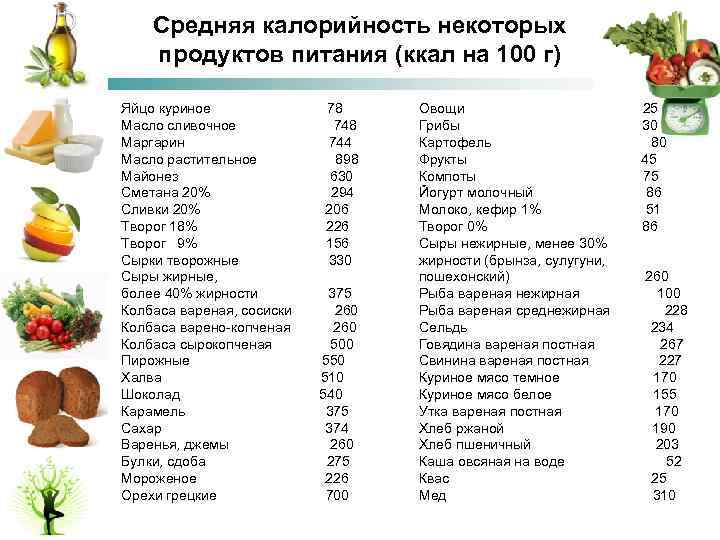 Средняя калорийность некоторых
продуктов питания (ккал на 100 г)
Яйцо куриное 78
Масло сливочное 748
Маргарин 744
Масло растительное 898
Майонез 630
Сметана 20% 294
Сливки 20% 206
Творог 18% 226
Творог 9% 156
Сырки творожные 330
Сыры жирные,
более 40% жирности 375
Колбаса вареная, сосиски 260
Колбаса варено-копченая 260
Колбаса сырокопченая 500
Пирожные 550
Халва 510
Шоколад 540
Карамель 375
Сахар 374
Варенья, джемы 260
Булки, сдоба 275
Мороженое 226
Орехи грецкие 700
Овощи 25
Грибы 30
Картофель 80
Фрукты 45
Компоты 75
Йогурт молочный 86
Молоко, кефир 1% 51
Творог 0% 86
Сыры нежирные, менее 30%
жирности (брынза, сулугуни,
пошехонский) 260
Рыба вареная нежирная 100
Рыба вареная среднежирная 228
Сельдь 234
Говядина вареная постная 267
Свинина вареная постная 227
Куриное мясо темное 170
Куриное мясо белое 155
Утка вареная постная 170
Хлеб ржаной 190
Хлеб пшеничный 203
Каша овсяная на воде 52
Квас 25
Мед 310